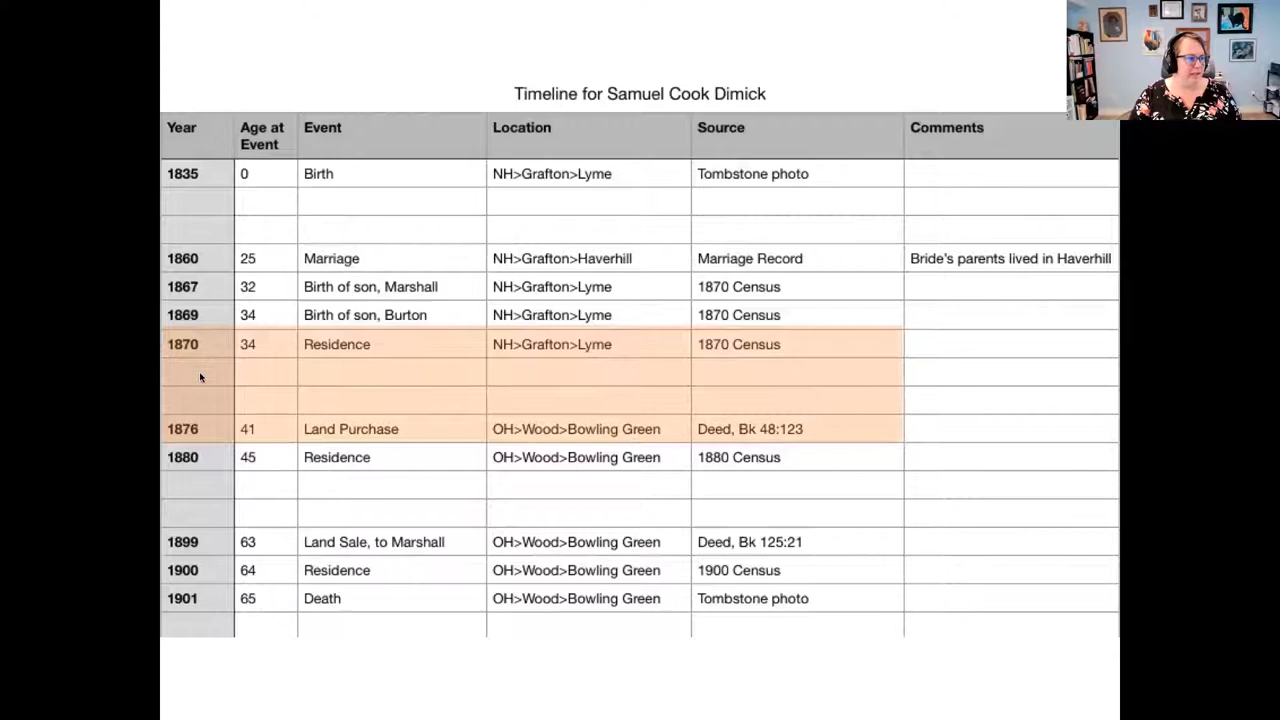 Timeline for Samuel Cook Dimick
Year Age at Event Event Location Source Comments
1835 0 Birth NH>Grafton>Lyme Tombstone photo
1860 25 Marriage NH>Grafton>Haverhill Marriage Record Bride's parents lived in Haverhill
1867 32 Birth of son, Marshall NH>Grafton>Lyme 1870 Census
1869 34 Birth of son, Burton NH>Grafton>Lyme 1870 Census
1870 34 Residence NH>Grafton>Lyme 1870 Census
1876 41 Land Purchase OH>Wood>Bowling Green Deed, Bk 48:123
1880 45 Residence OH>Wood>Bowling Green 1880 Census
1899 63 Land Sale, to Marshall OH>Wood>Bowling Green Deed, Bk 125:21
1900 64 Residence OH>Wood>Bowling Green 1900 Census
1901 65 Death OH>Wood>Bowling Green Tombstone photo